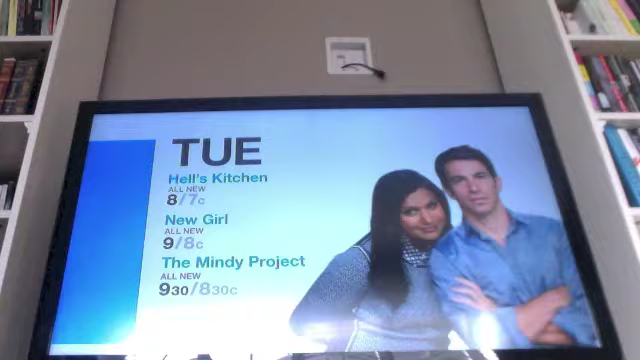 TUE
Hell's Kitchen
ALL NEW
8/7c
New Girl
ALL NEW
9/8c
The Mindy Project
ALL NEW
930/830c